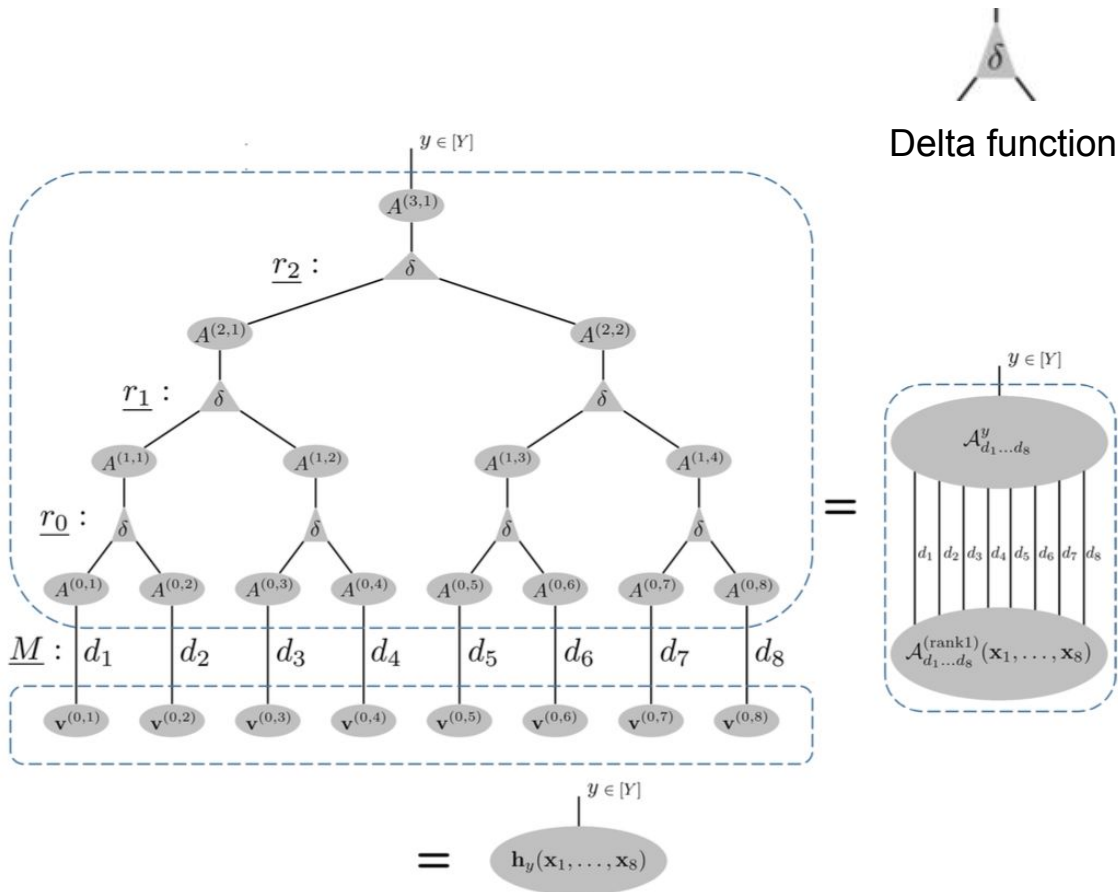 δ
Delta function
y ∈ [Y]
A^(3,1)
r_2 : δ
A^(2,1) A^(2,2)
r_1 : δ δ
A^(1,1) A^(1,2) A^(1,3) A^(1,4)
r_0 : δ δ δ δ
A^(0,1) A^(0,2) A^(0,3) A^(0,4) A^(0,5) A^(0,6) A^(0,7) A^(0,8)
M : d_1 d_2 d_3 d_4 d_5 d_6 d_7 d_8
v^(0,1) v^(0,2) v^(0,3) v^(0,4) v^(0,5) v^(0,6) v^(0,7) v^(0,8)
=
y ∈ [Y]
𝒜^y_{d_1...d_8}
d_1 d_2 d_3 d_4 d_5 d_6 d_7 d_8
𝒜^(rank1)_{d_1...d_8}(x_1, . . . , x_8)
=
y ∈ [Y]
h_y(x_1, . . . , x_8)